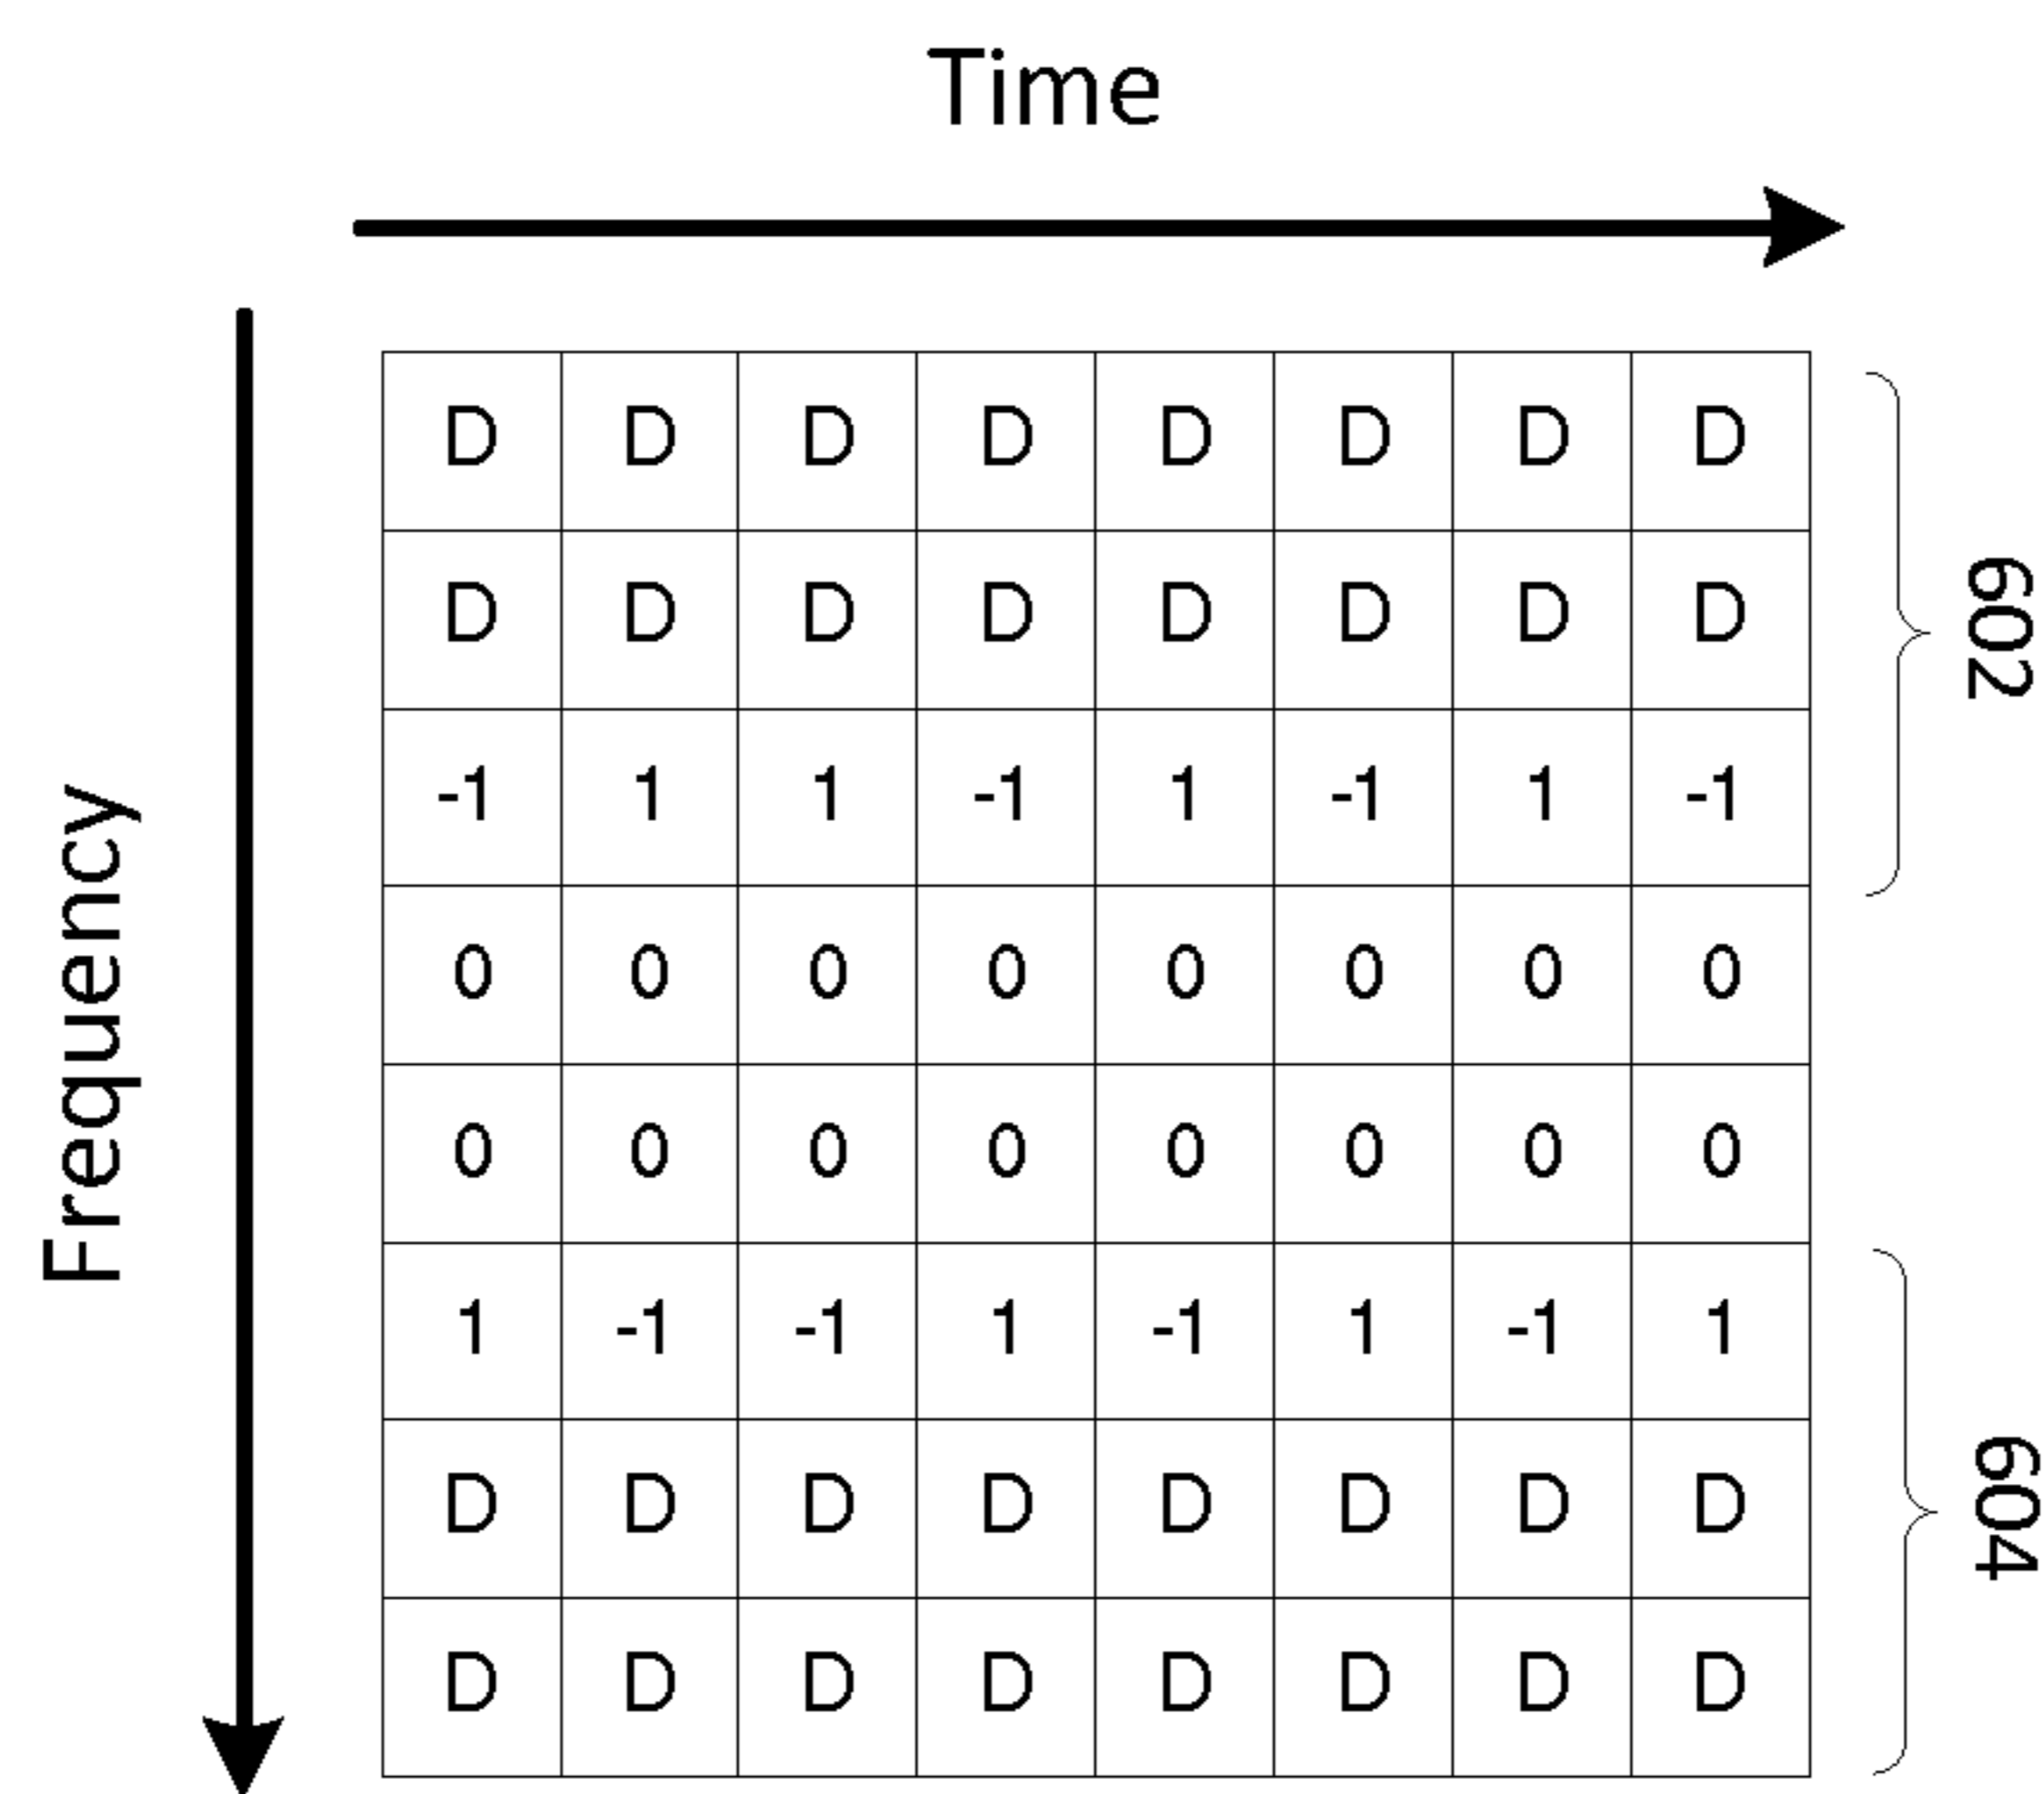 Time
Frequency
D D D D D D D D
D D D D D D D D
-1 1 1 -1 1 -1 1 -1
0 0 0 0 0 0 0 0
0 0 0 0 0 0 0 0
1 -1 -1 1 -1 1 -1 1
D D D D D D D D
D D D D D D D D
602
604